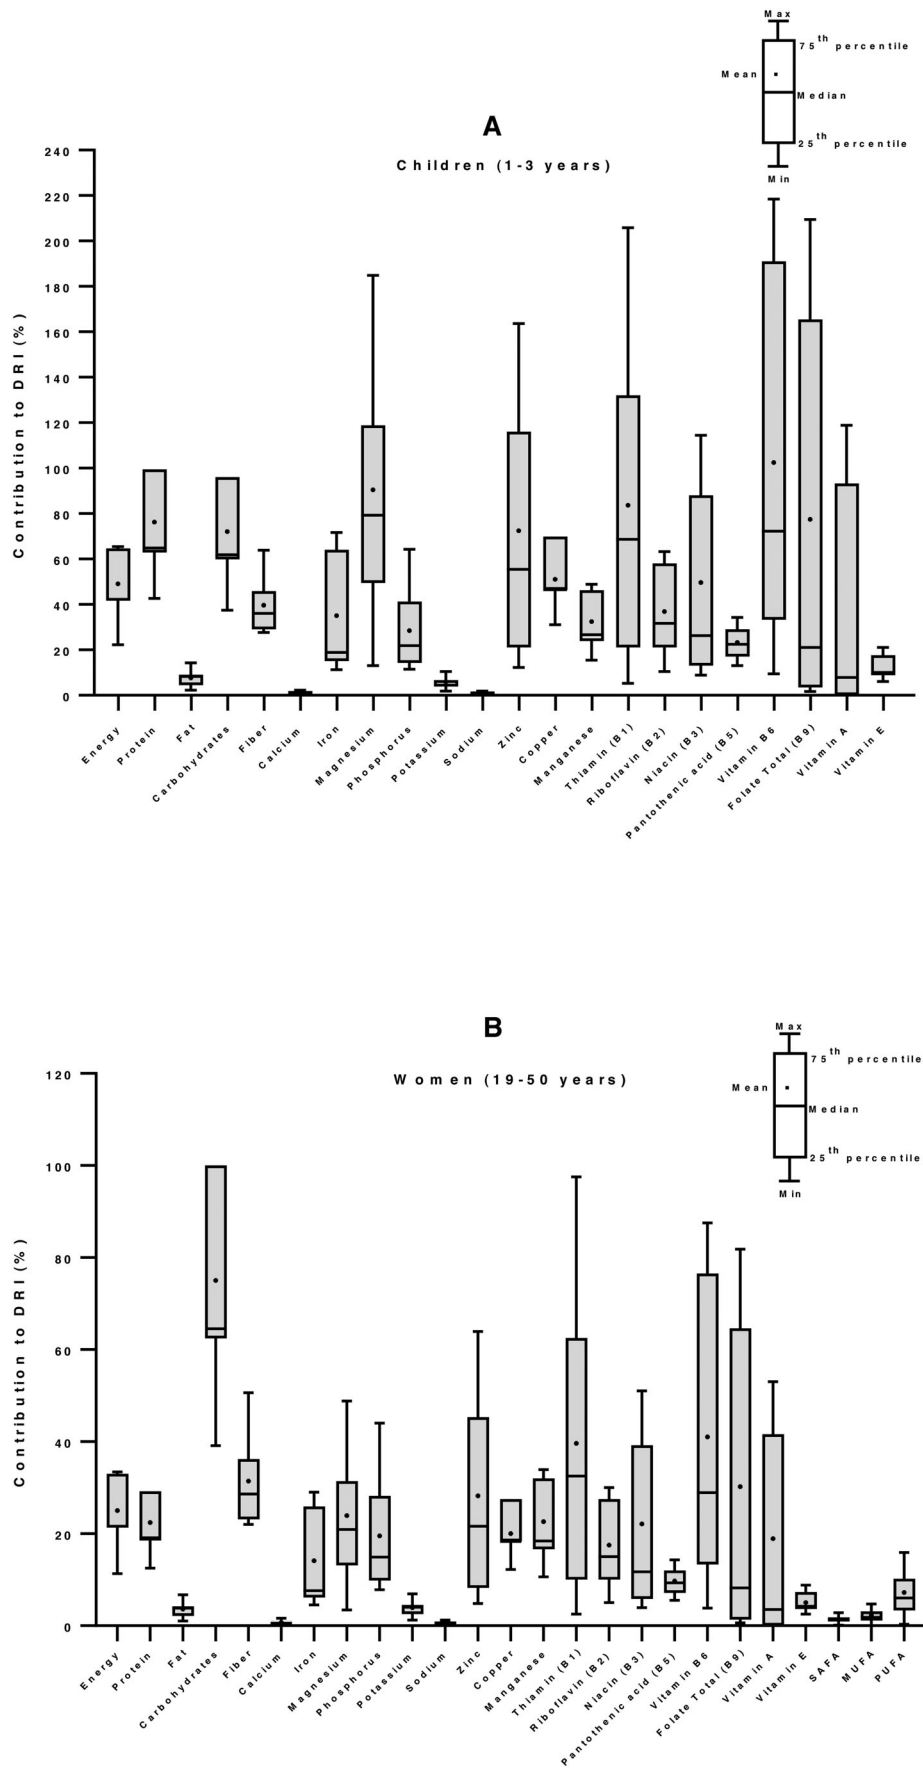 Max
75th percentile
Mean
Median
25th percentile
Min
A
Children (1-3 years)
Contribution to DRI (%)
240
220
200
180
160
140
120
100
80
60
40
20
0
Energy
Protein
Fat
Carbohydrates
Fiber
Calcium
Iron
Magnesium
Phosphorus
Potassium
Sodium
Zinc
Copper
Manganese
Thiamin (B1)
Riboflavin (B2)
Niacin (B3)
Pantothenic acid (B5)
Vitamin B6
Folate Total (B9)
Vitamin A
Vitamin E
B
Women (19-50 years)
Max
75th percentile
Mean
Median
25th percentile
Min
Contribution to DRI (%)
120
100
80
60
40
20
0
Energy
Protein
Fat
Carbohydrates
Fiber
Calcium
Iron
Magnesium
Phosphorus
Potassium
Sodium
Zinc
Copper
Manganese
Thiamin (B1)
Riboflavin (B2)
Niacin (B3)
Pantothenic acid (B5)
Vitamin B6
Folate Total (B9)
Vitamin A
Vitamin E
SAFA
MUFA
PUFA